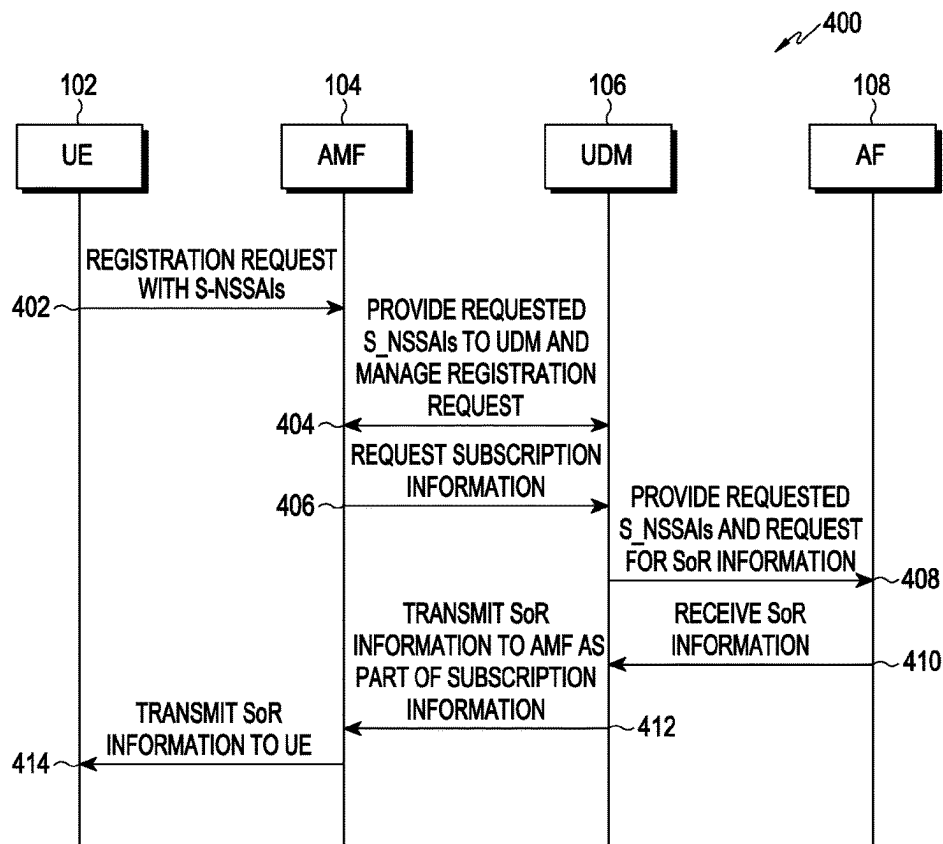 400
102
104
106
108
UE
AMF
UDM
AF
REGISTRATION REQUEST
WITH S-NSSAIs
402
PROVIDE REQUESTED
S_NSSAIs TO UDM AND
MANAGE REGISTRATION
REQUEST
404
REQUEST SUBSCRIPTION
INFORMATION
406
PROVIDE REQUESTED
S_NSSAIs AND REQUEST
FOR SoR INFORMATION
408
RECEIVE SoR
INFORMATION
410
TRANSMIT SoR
INFORMATION TO AMF AS
PART OF SUBSCRIPTION
INFORMATION
412
TRANSMIT SoR
INFORMATION TO UE
414